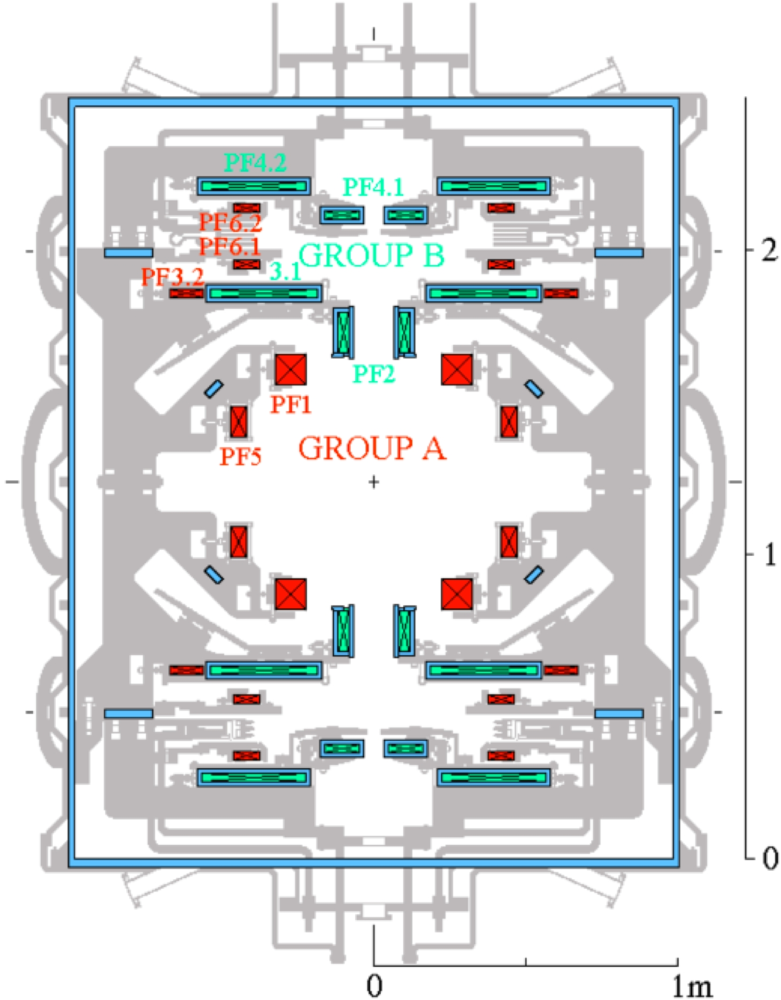 PF4.2
PF4.1
PF6.2
PF6.1
GROUP B
2
3.1
PF3.2
PF2
PF1
GROUP A
PF5
1
0
0
1m